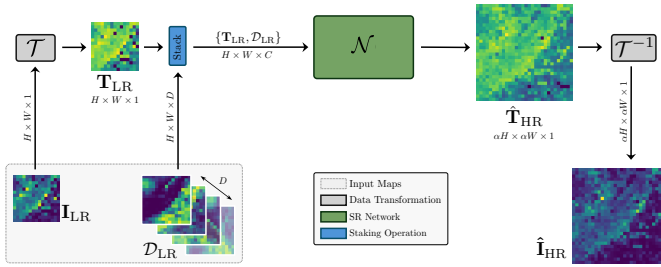 𝒯
T_LR
H × W × 1
Stack
{T_LR, 𝒟_LR}
H × W × C
𝒩
T̂_HR
αH × αW × 1
𝒯⁻¹
H × W × 1
H × W × D
αH × αW × 1
I_LR
D
𝒟_LR
Input Maps
Data Transformation
SR Network
Staking Operation
Î_HR